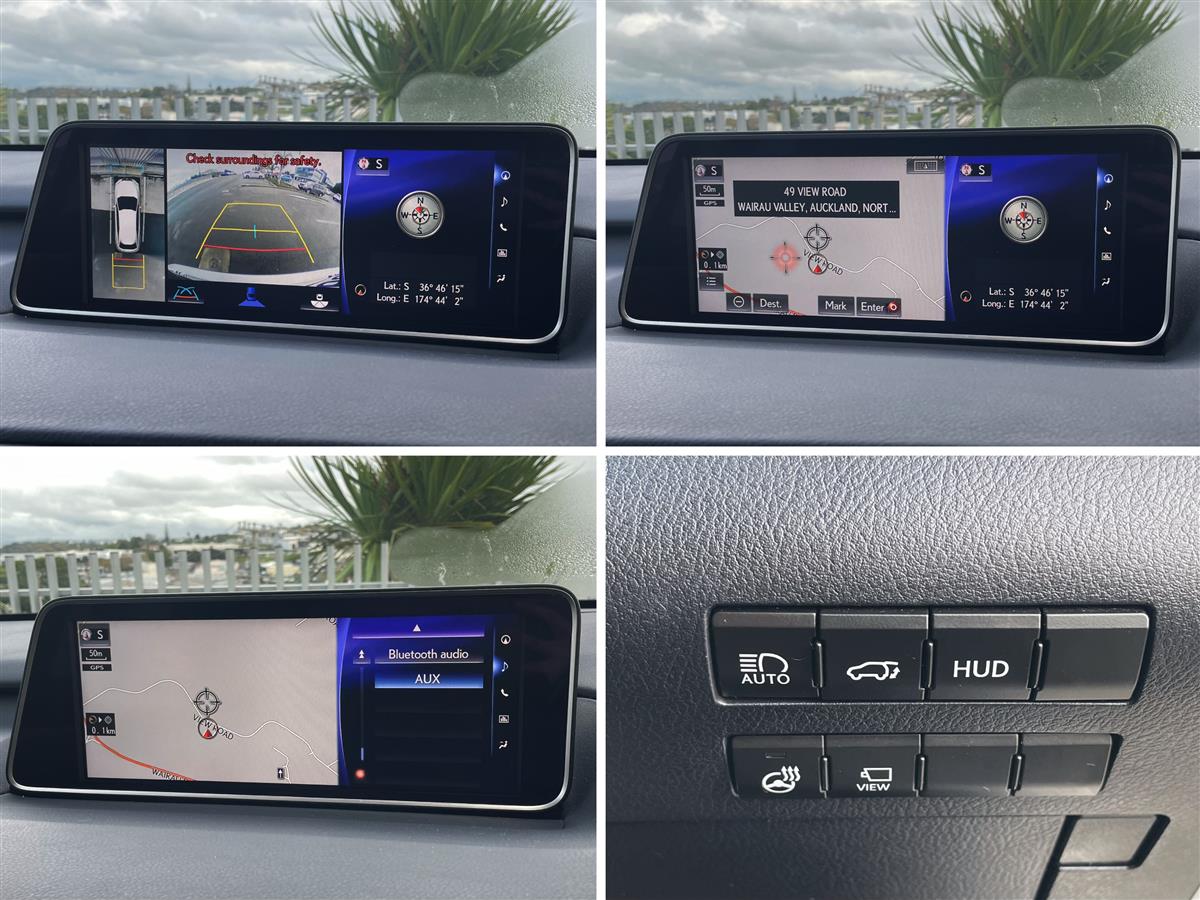 Check surroundings for safety.
S
N
W E
S
Lat.: S 36° 46' 15"
Long.: E 174° 44' 2"
S
50m
GPS
49 VIEW ROAD
WAIRAU VALLEY, AUCKLAND, NORT...
VIEW ROAD
0.1km
Dest.
Mark
Enter
S
N
W E
S
Lat.: S 36° 46' 15"
Long.: E 174° 44' 2"
S
50m
GPS
VIEW ROAD
0.1km
Bluetooth audio
AUX
AUTO
HUD
VIEW